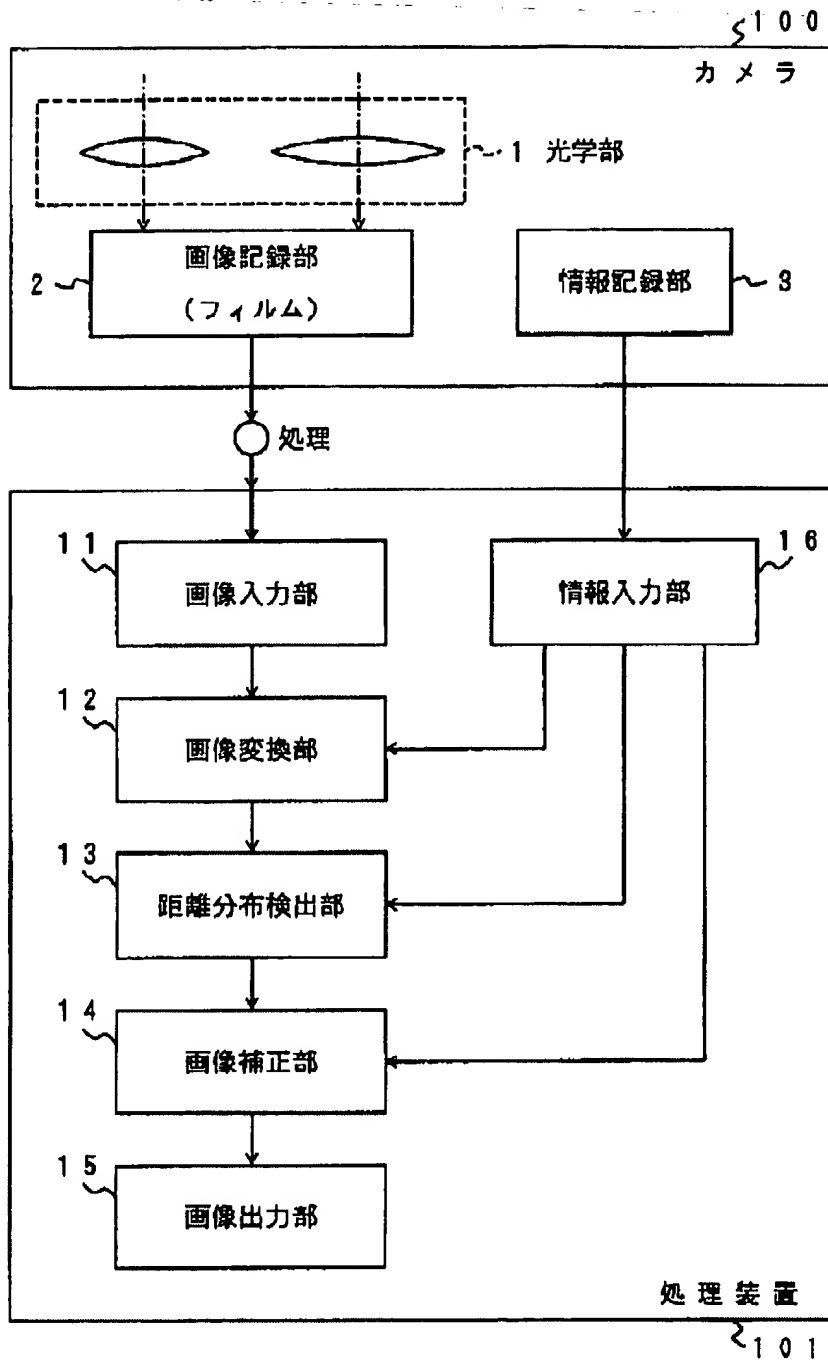 100
カメラ
1 光学部
画像記録部
(フィルム)
2
情報記録部
3
処理
11
画像入力部
16
情報入力部
12
画像変換部
13
距離分布検出部
14
画像補正部
15
画像出力部
処理装置
101